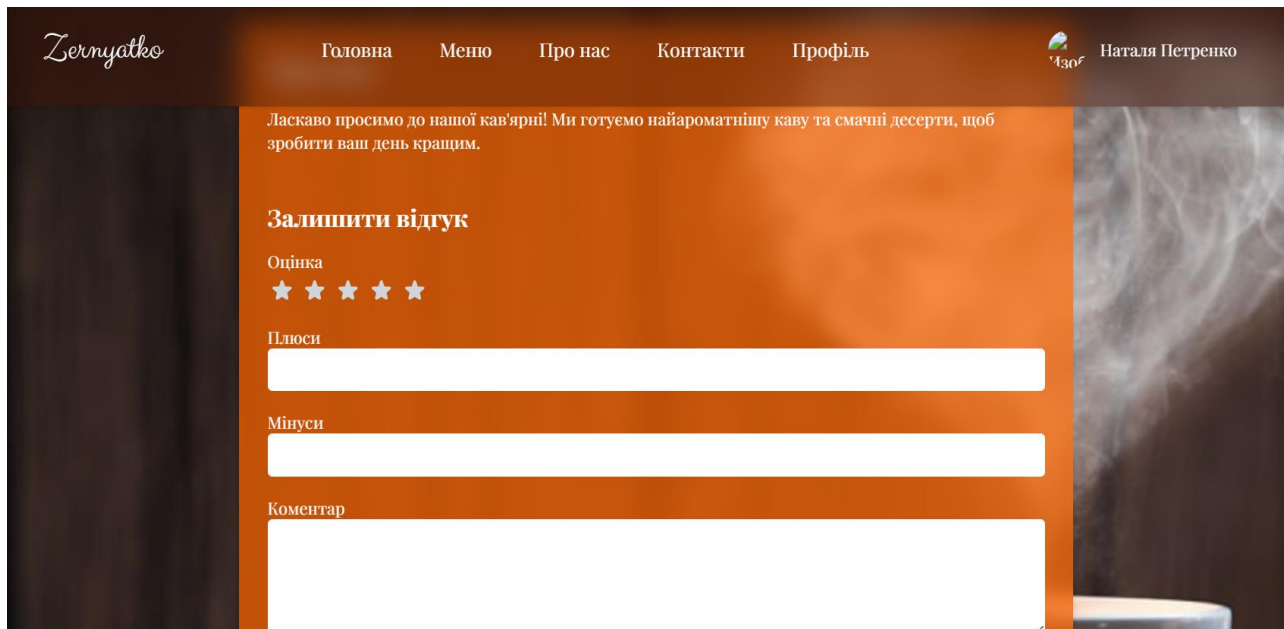 Zernyatko
Головна Меню Про нас Контакти Профіль
Наталя Петренко
Ласкаво просимо до нашої кав'ярні! Ми готуємо найароматнішу каву та смачні десерти, щоб
зробити ваш день кращим.
Залишити відгук
Оцінка
Плюси
Мінуси
Коментар